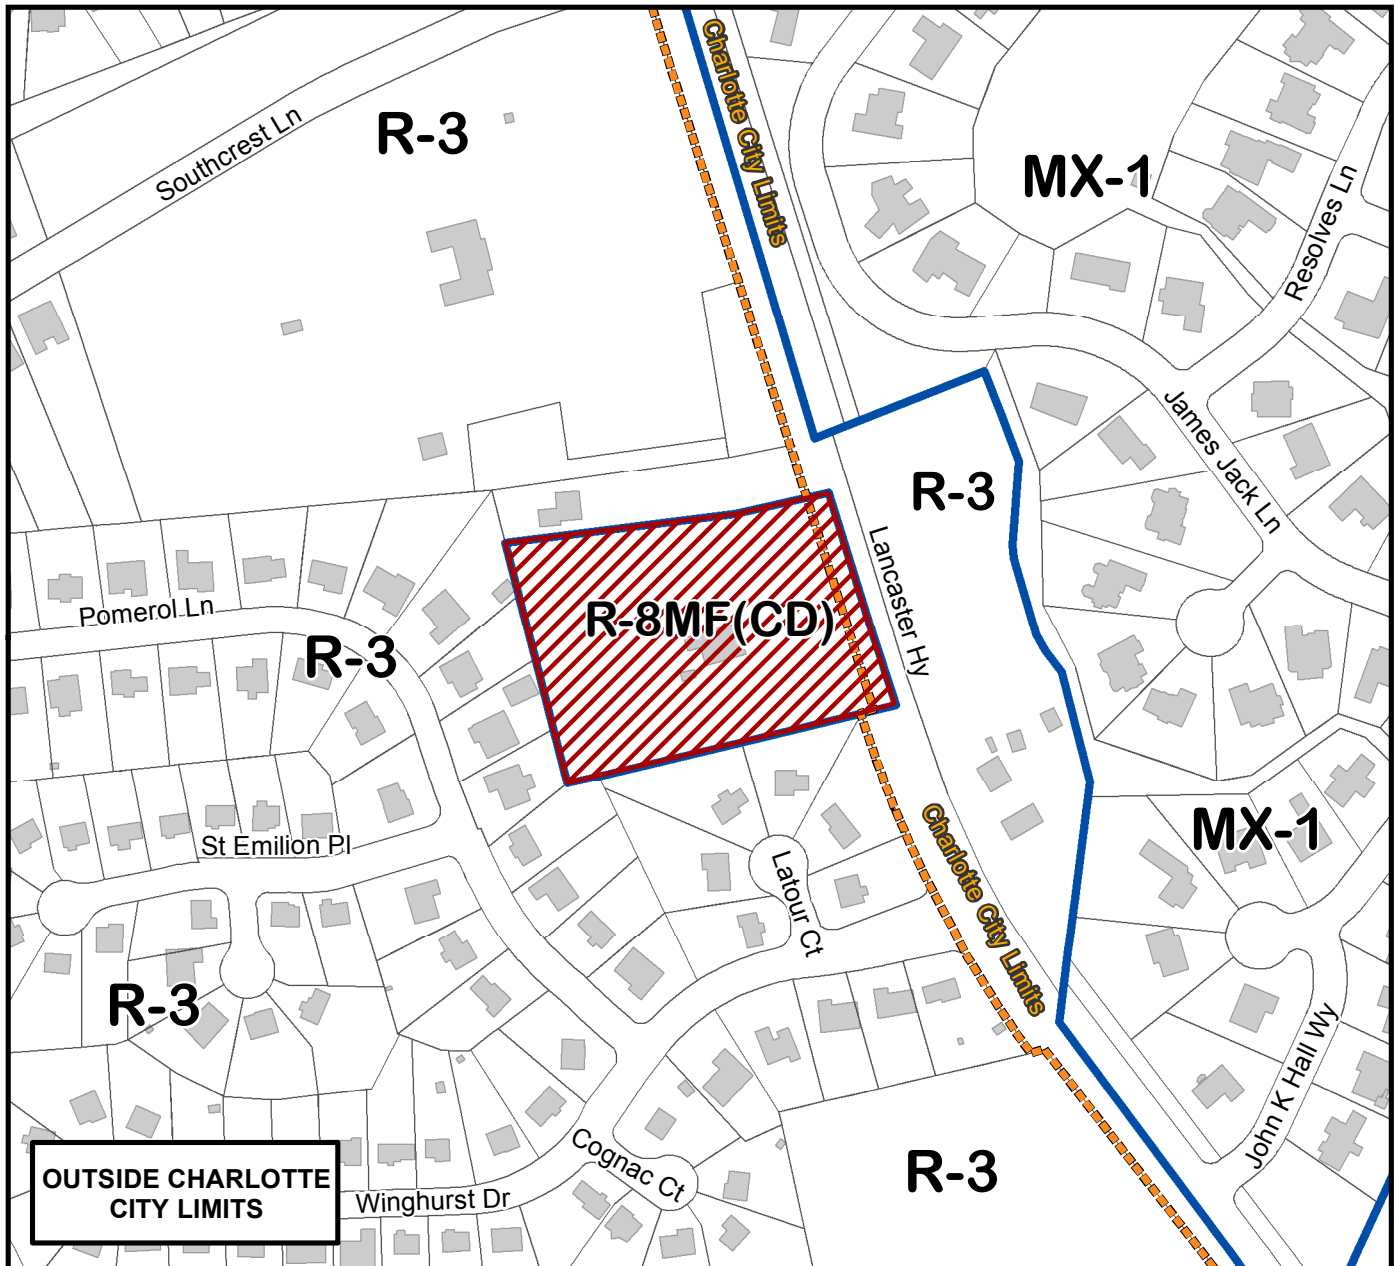 Charlotte City Limits
R-3
Southcrest Ln
MX-1
Resolves Ln
James Jack Ln
R-3
Lancaster Hy
R-8MF(CD)
Pomerol Ln
R-3
St Emilion Pl
Latour Ct
Charlotte City Limits
MX-1
R-3
John K Hall Wy
Cognac Ct
R-3
OUTSIDE CHARLOTTE
CITY LIMITS
Winghurst Dr